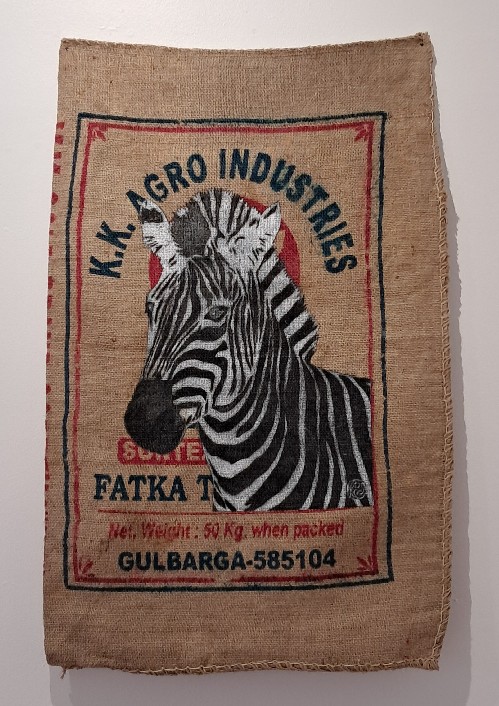 K.K. AGRO INDUSTRIES
FATKA
Net. Weight : 50 Kg. when packed
GULBARGA-585104